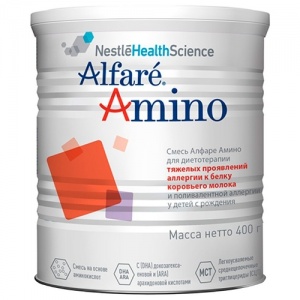 NestléHealthScience
Alfaré®
Amino
Смесь Алфаре Амино
для диетотерапии
тяжелых проявлений
аллергии к белку
коровьего молока
и поливалентной аллергии
у детей с рождения
Масса нетто 400 г
Смесь на основе
аминокислот
DHA
ARA
С (DHA) докозагекса-
еновой и (ARA)
арахидоновой кислотами
MCT